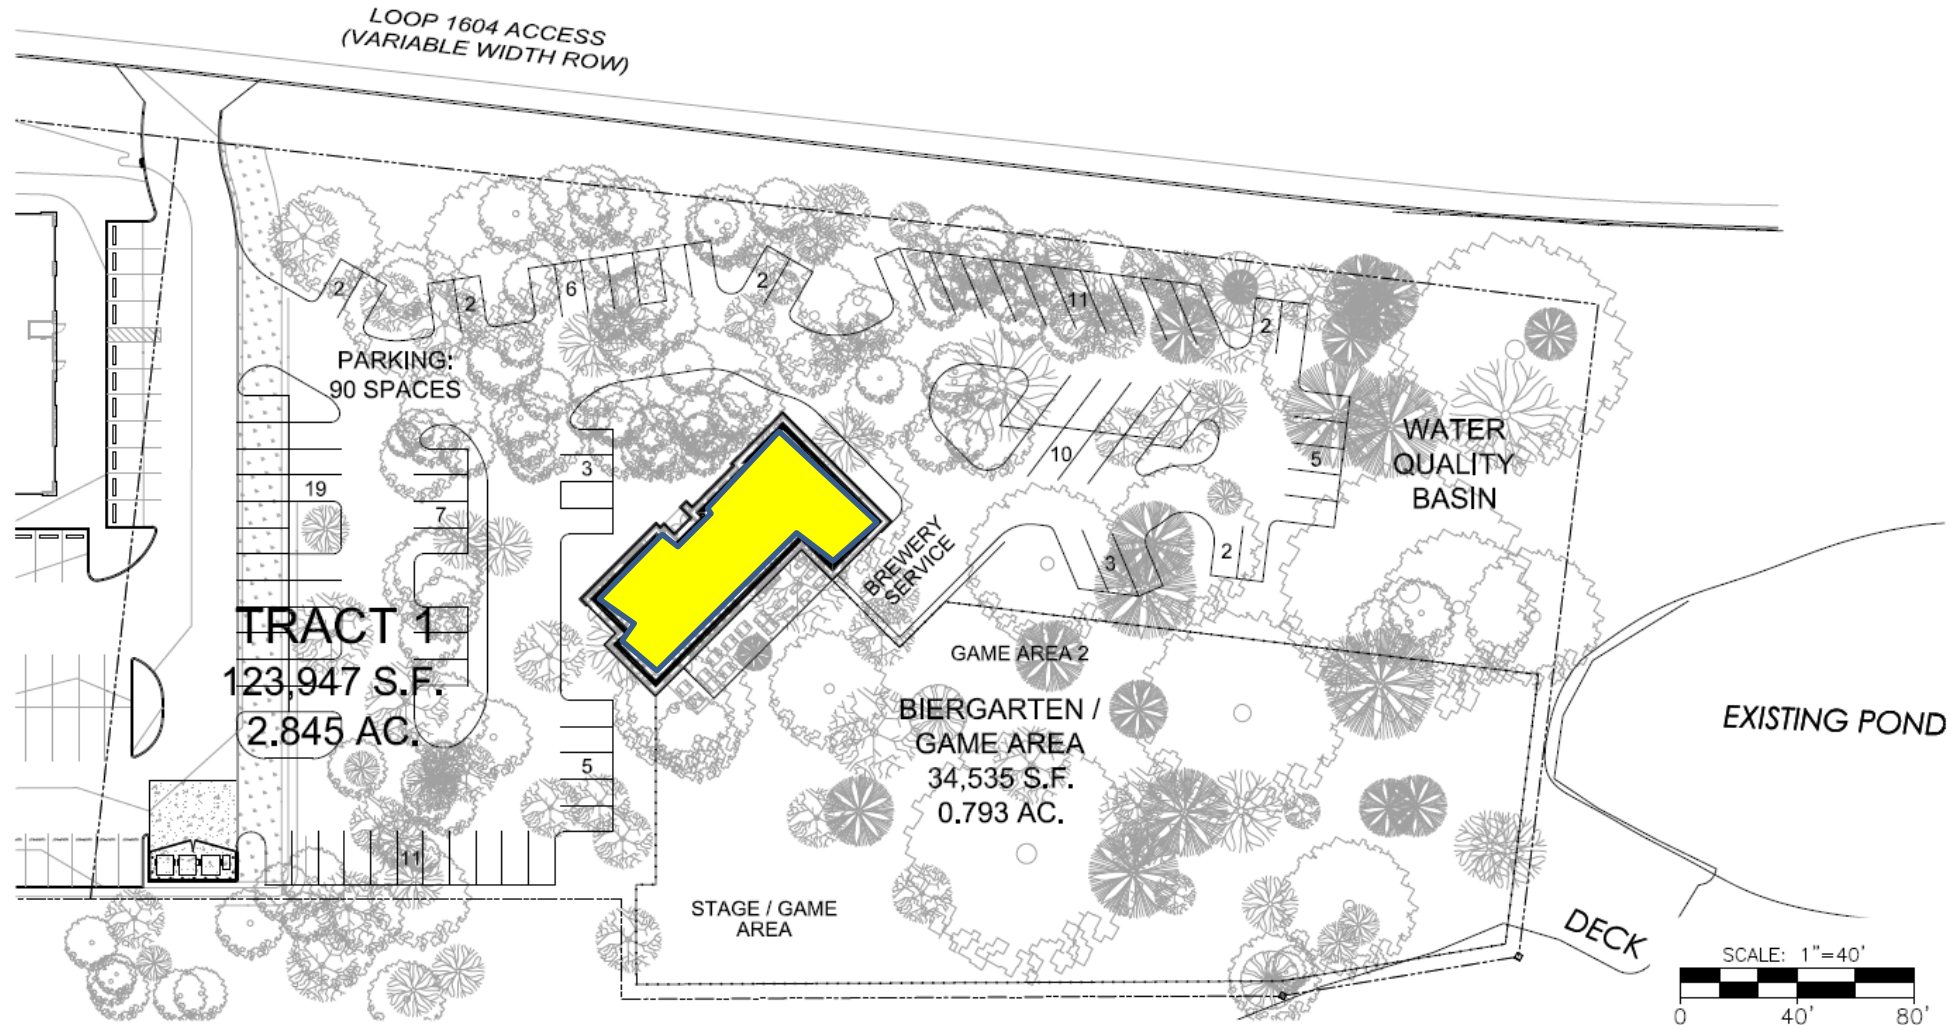 LOOP 1604 ACCESS
(VARIABLE WIDTH ROW)
2
2
6
2
11
2
PARKING:
90 SPACES
3
19
7
10
5
WATER
QUALITY
BASIN
BREWERY
SERVICE
3
2
TRACT 1
123,947 S.F.
2.845 AC.
GAME AREA 2
BIERGARTEN /
GAME AREA
34,535 S.F.
0.793 AC.
EXISTING POND
5
11
STAGE / GAME
AREA
DECK
SCALE: 1"=40'
0 40' 80'